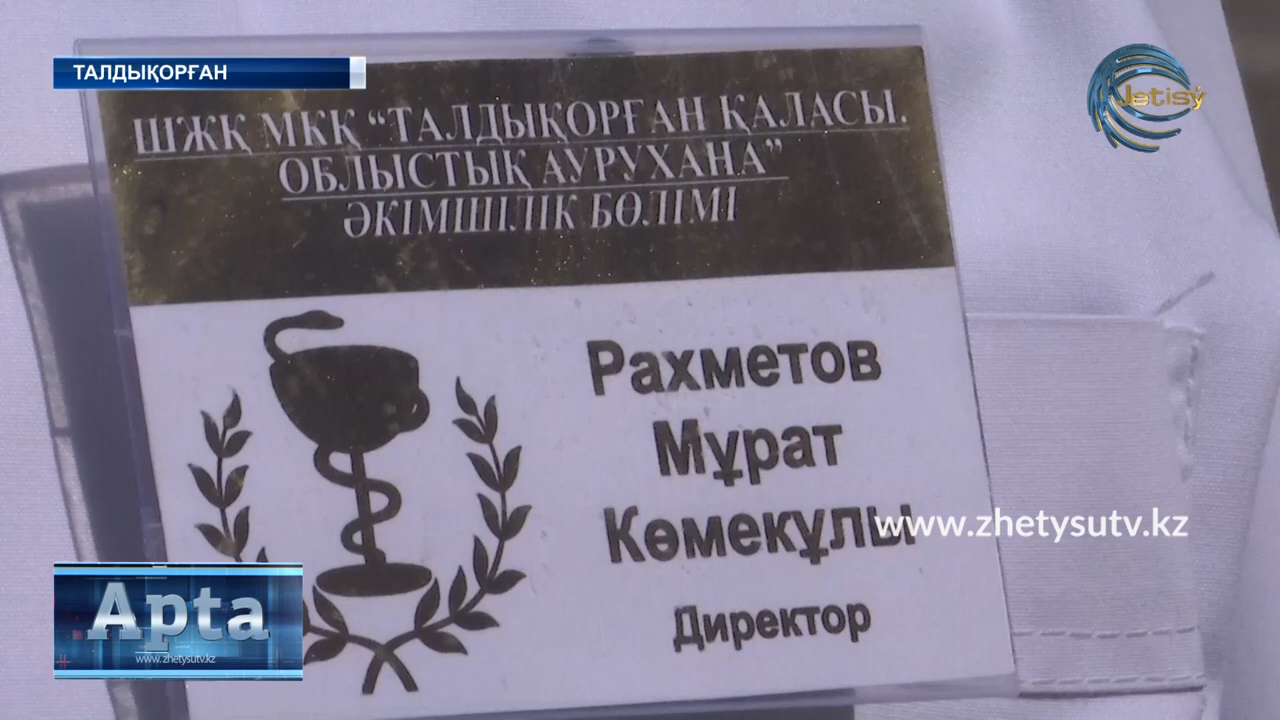 ТАЛДЫҚОРҒАН
Jetisý
ШЖҚ МКҚ “ТАЛДЫҚОРҒАН ҚАЛАСЫ.
ОБЛЫСТЫҚ АУРУХАНА”
ӘКІМШІЛІК БӨЛІМІ
Рахметов
Мұрат
Көмекұлы
Директор
www.zhetysutv.kz
Apta
www.zhetysutv.kz